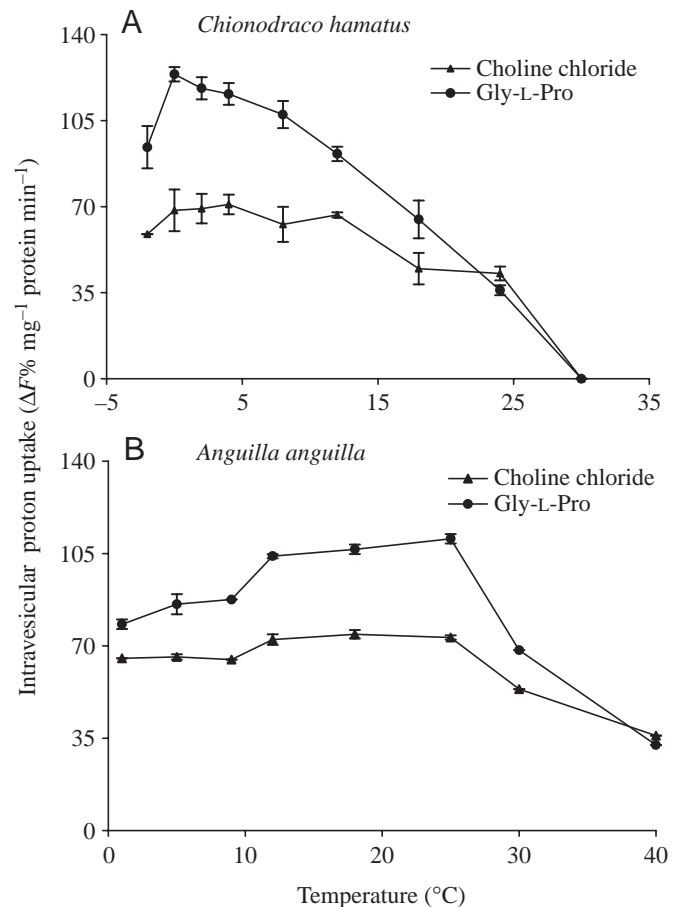 A Chionodraco hamatus
Choline chloride
Gly-L-Pro
140
105
70
35
0
–5 5 15 25 35
B Anguilla anguilla
Choline chloride
Gly-L-Pro
140
105
70
35
0
0 10 20 30 40
Temperature (°C)
Intravesicular proton uptake (ΔF% mg⁻¹ protein min⁻¹)